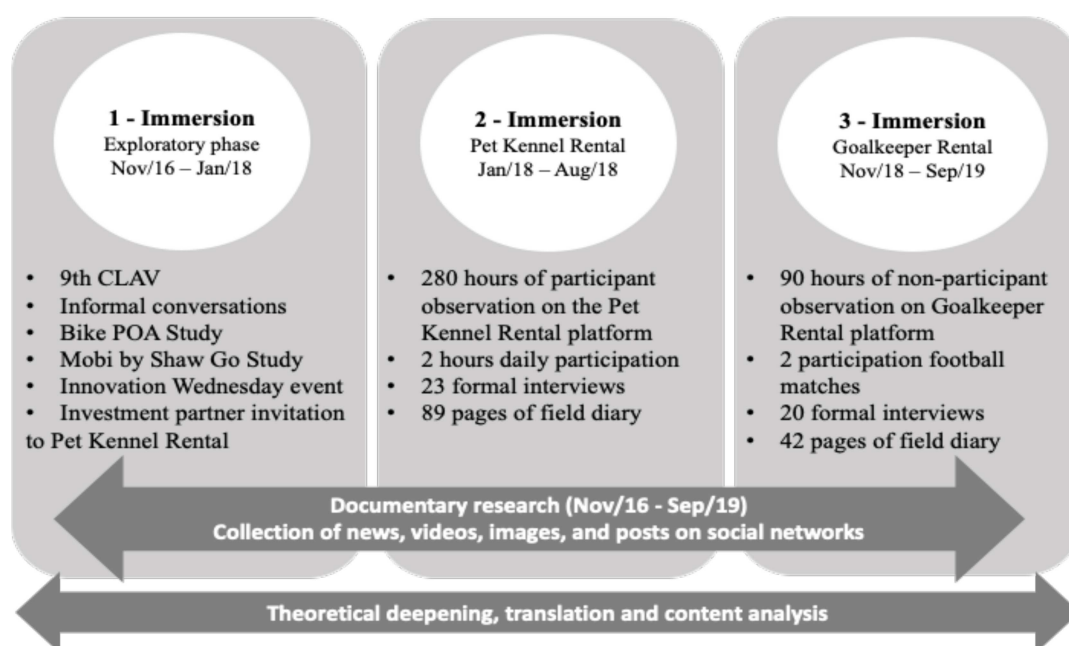 1 - Immersion
Exploratory phase
Nov/16 – Jan/18
• 9th CLAV
• Informal conversations
• Bike POA Study
• Mobi by Shaw Go Study
• Innovation Wednesday event
• Investment partner invitation
to Pet Kennel Rental
2 - Immersion
Pet Kennel Rental
Jan/18 – Aug/18
• 280 hours of participant
observation on the Pet
Kennel Rental platform
• 2 hours daily participation
• 23 formal interviews
• 89 pages of field diary
3 - Immersion
Goalkeeper Rental
Nov/18 – Sep/19
• 90 hours of non-participant
observation on Goalkeeper
Rental platform
• 2 participation football
matches
• 20 formal interviews
• 42 pages of field diary
Documentary research (Nov/16 - Sep/19)
Collection of news, videos, images, and posts on social networks
Theoretical deepening, translation and content analysis